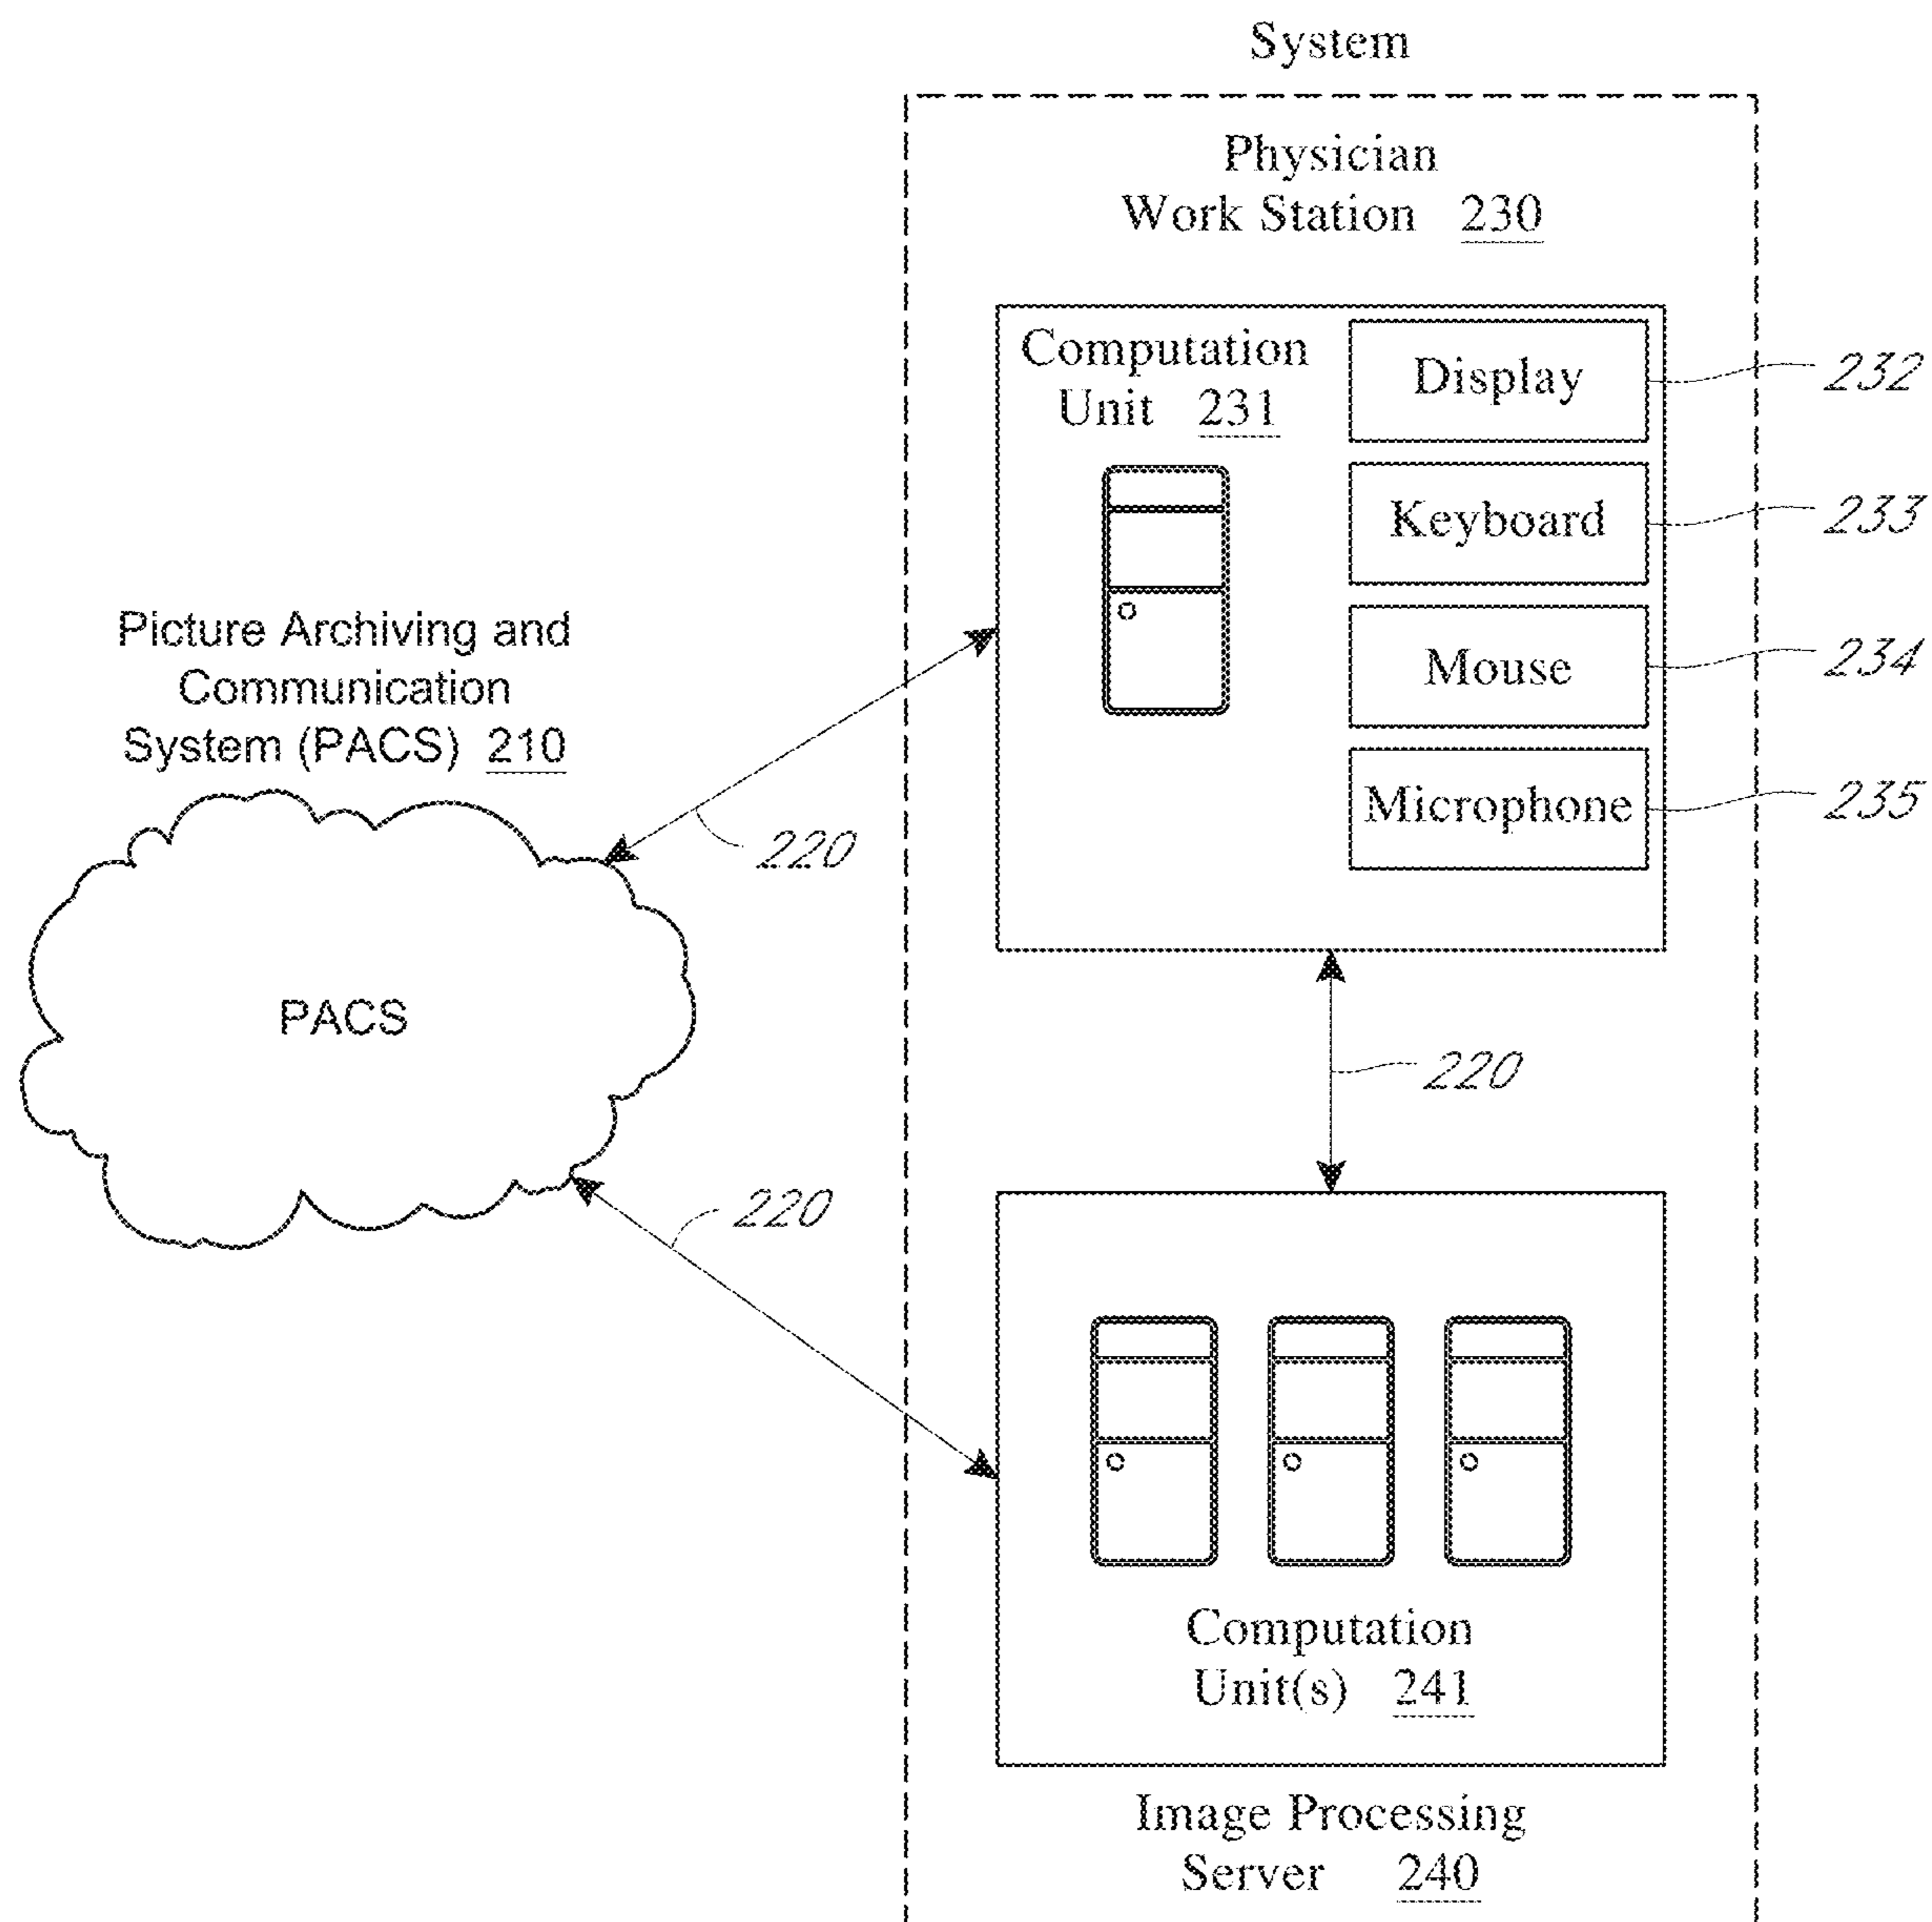 System
Physician
Work Station 230
Computation
Unit 231
Display
232
Keyboard
233
Mouse
234
Microphone
235
Picture Archiving and
Communication
System (PACS) 210
220
PACS
220
220
Computation
Unit(s) 241
Image Processing
Server 240